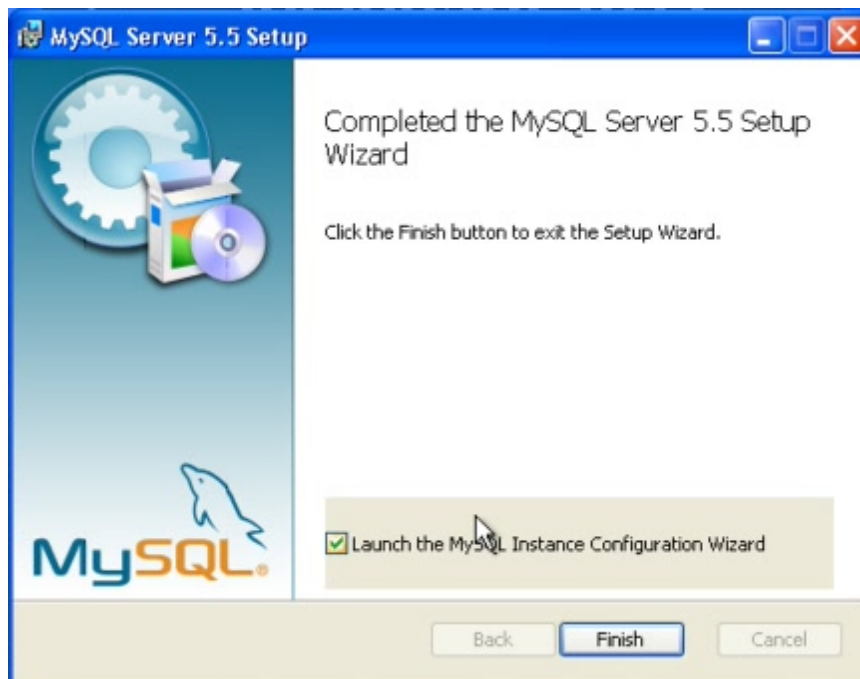 MySQL Server 5.5 Setup
Completed the MySQL Server 5.5 Setup
Wizard
Click the Finish button to exit the Setup Wizard.
Launch the MySQL Instance Configuration Wizard
MySQL®
Back Finish Cancel